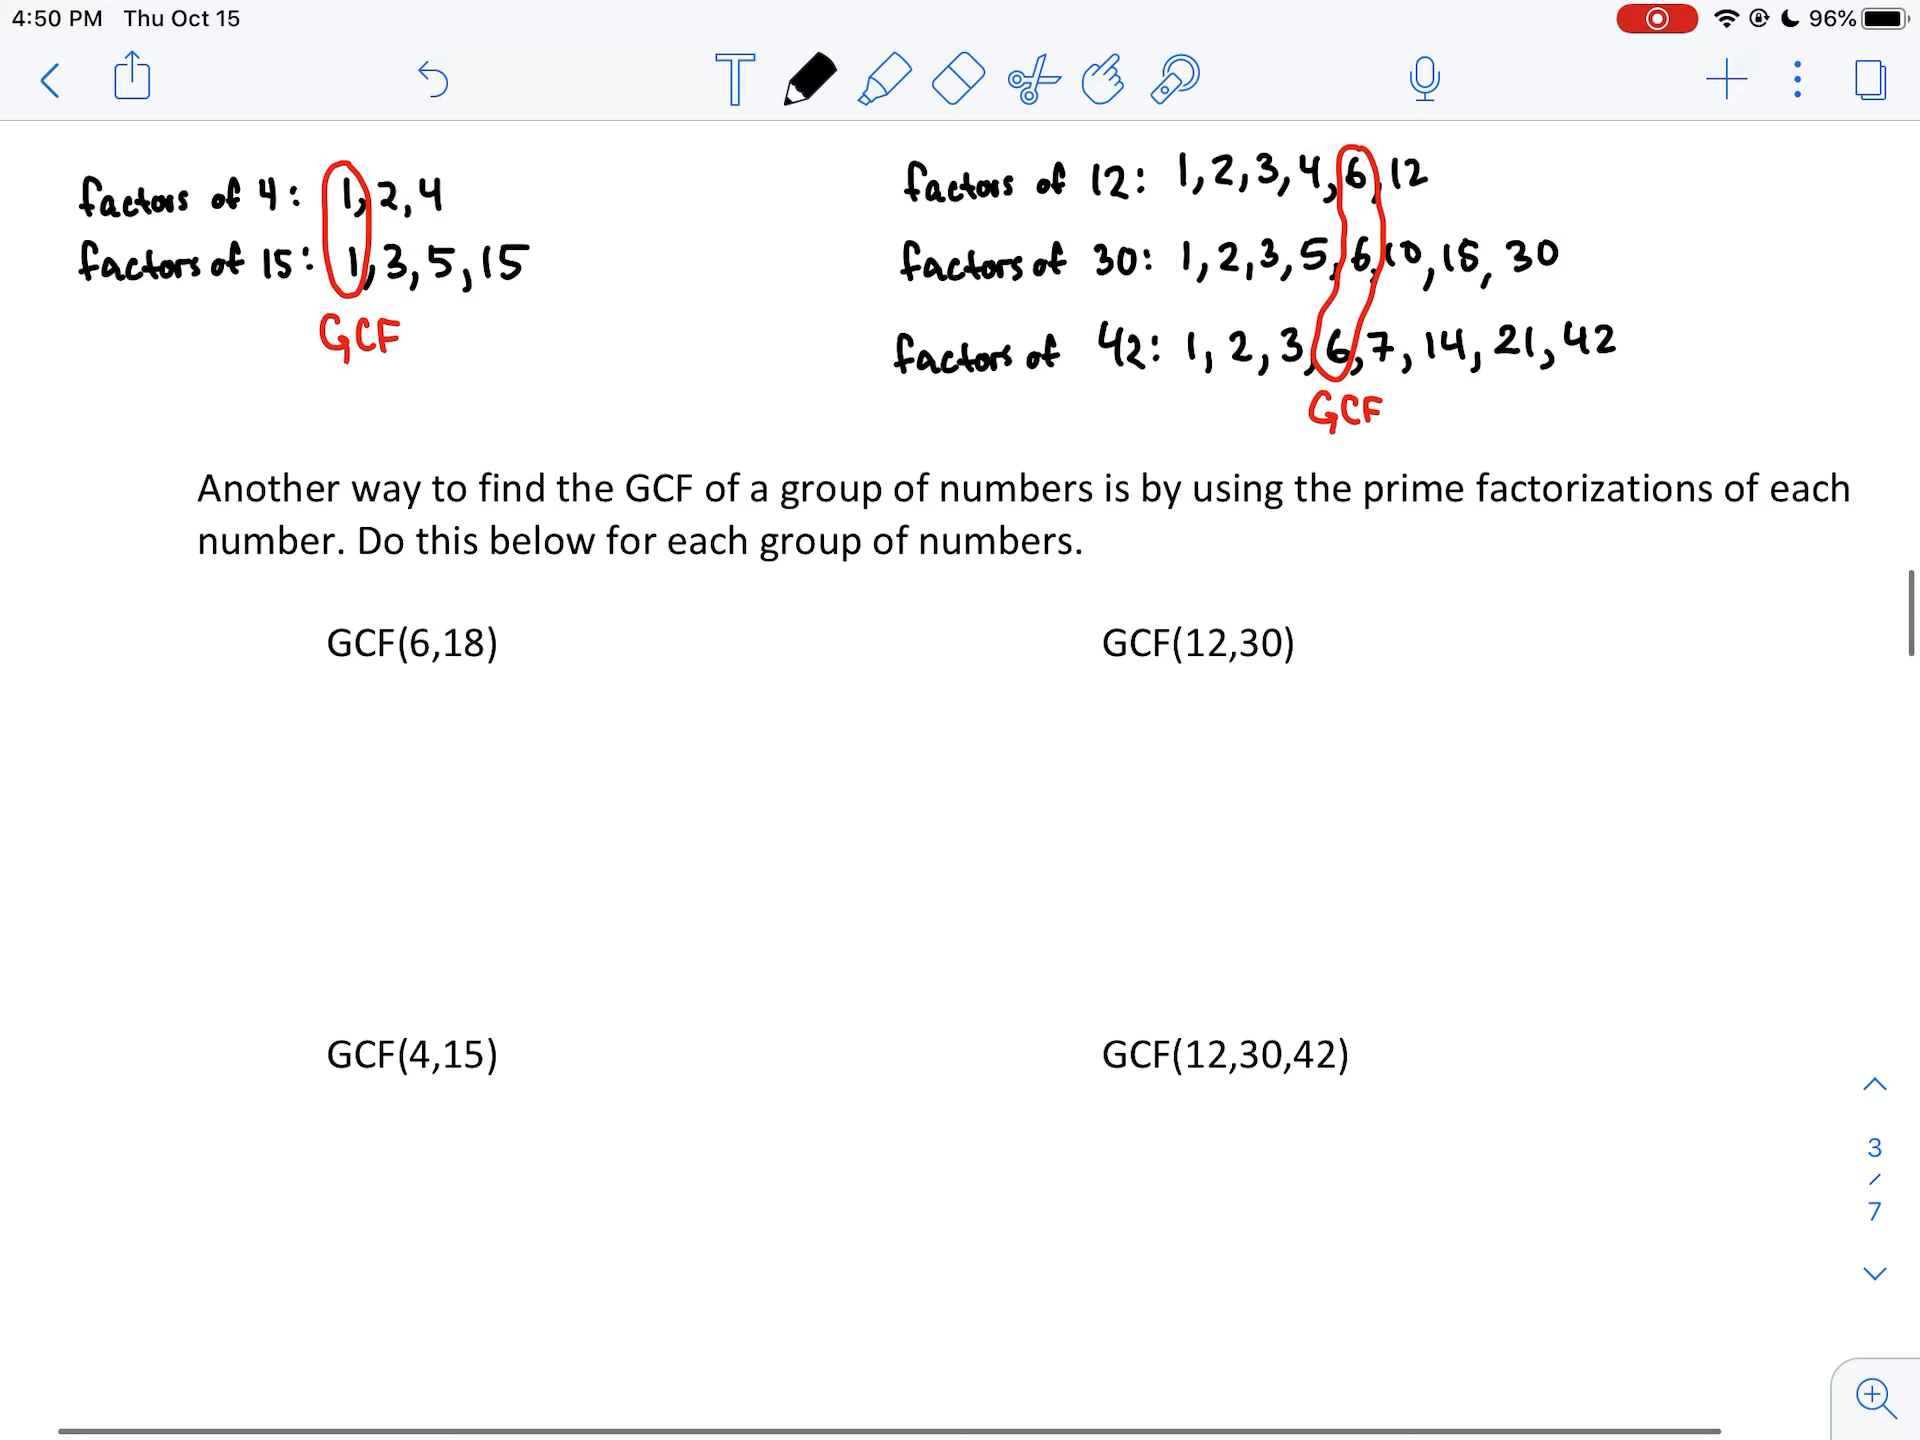 4:50 PM Thu Oct 15
96%
T
factors of 4: 1, 2, 4
factors of 15: 1, 3, 5, 15
GCF
factors of 12: 1, 2, 3, 4, 6, 12
factors of 30: 1, 2, 3, 5, 6, 10, 15, 30
factors of 42: 1, 2, 3, 6, 7, 14, 21, 42
GCF
Another way to find the GCF of a group of numbers is by using the prime factorizations of each
number. Do this below for each group of numbers.
GCF(6,18)
GCF(12,30)
GCF(4,15)
GCF(12,30,42)
3
/
7